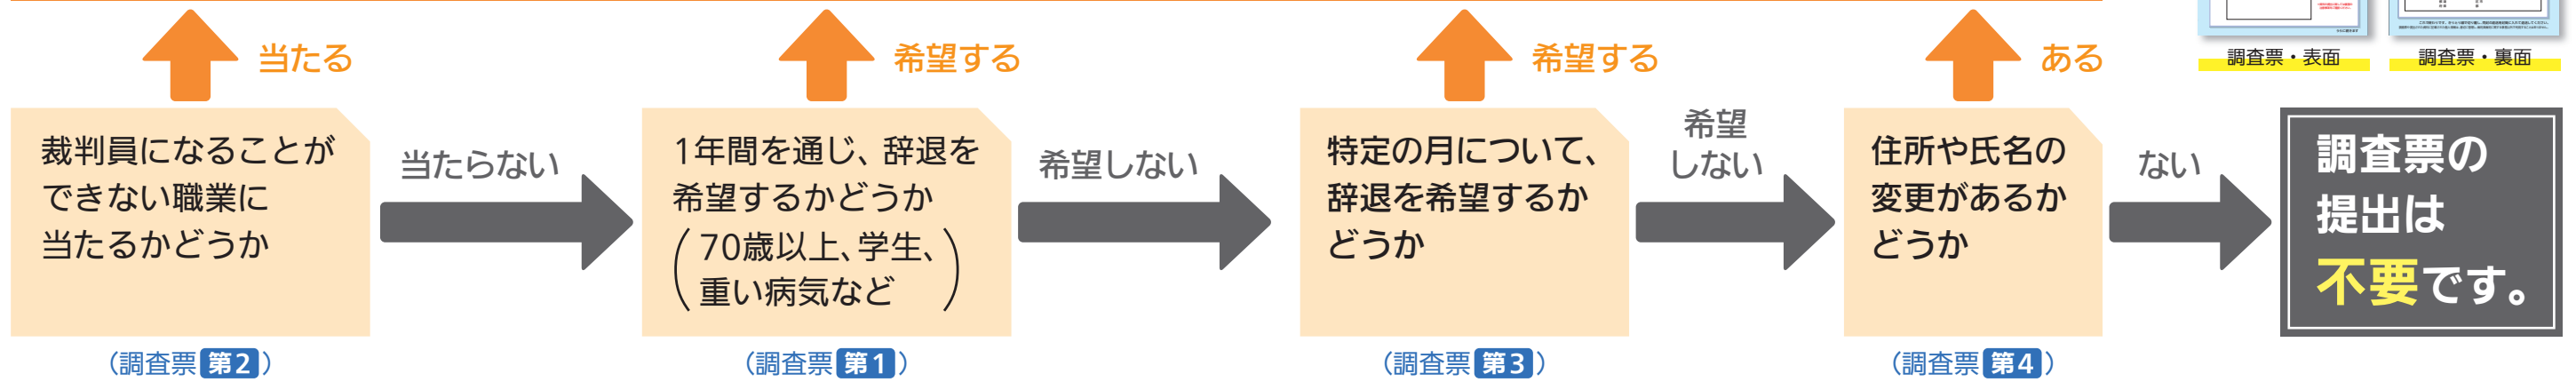 当たる
希望する
希望する
ある
調査票・表面
調査票・裏面
裁判員になることが
できない職業に
当たるかどうか
当たらない
1年間を通じ、辞退を
希望するかどうか
(70歳以上、学生、
重い病気など)
希望しない
特定の月について、
辞退を希望するか
どうか
希望
しない
住所や氏名の
変更があるか
どうか
ない
調査票の
提出は
不要です。
(調査票 第2)
(調査票 第1)
(調査票 第3)
(調査票 第4)